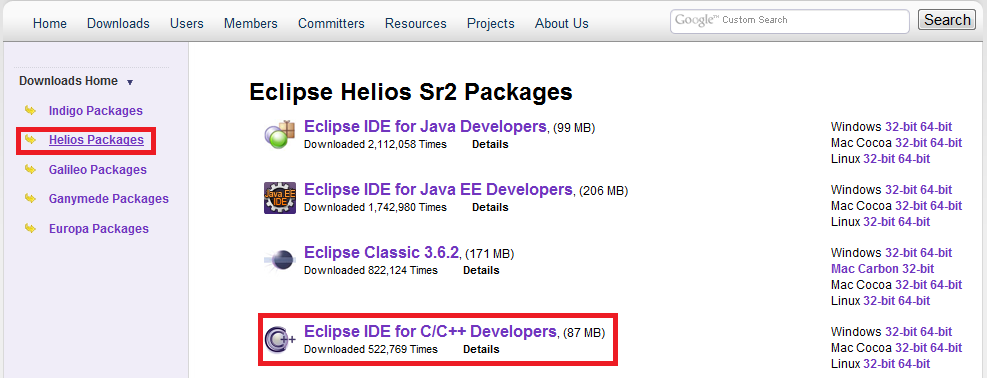 Home Downloads Users Members Committers Resources Projects About Us Google™ Custom Search Search
Downloads Home
Indigo Packages
Helios Packages
Galileo Packages
Ganymede Packages
Europa Packages
Eclipse Helios Sr2 Packages
Eclipse IDE for Java Developers, (99 MB)
Downloaded 2,112,058 Times Details
Windows 32-bit 64-bit
Mac Cocoa 32-bit 64-bit
Linux 32-bit 64-bit
Java EE
IDE
Eclipse IDE for Java EE Developers, (206 MB)
Downloaded 1,742,980 Times Details
Windows 32-bit 64-bit
Mac Cocoa 32-bit 64-bit
Linux 32-bit 64-bit
Eclipse Classic 3.6.2, (171 MB)
Downloaded 822,124 Times Details
Windows 32-bit 64-bit
Mac Carbon 32-bit
Mac Cocoa 32-bit 64-bit
Linux 32-bit 64-bit
C++
Eclipse IDE for C/C++ Developers, (87 MB)
Downloaded 522,769 Times Details
Windows 32-bit 64-bit
Mac Cocoa 32-bit 64-bit
Linux 32-bit 64-bit